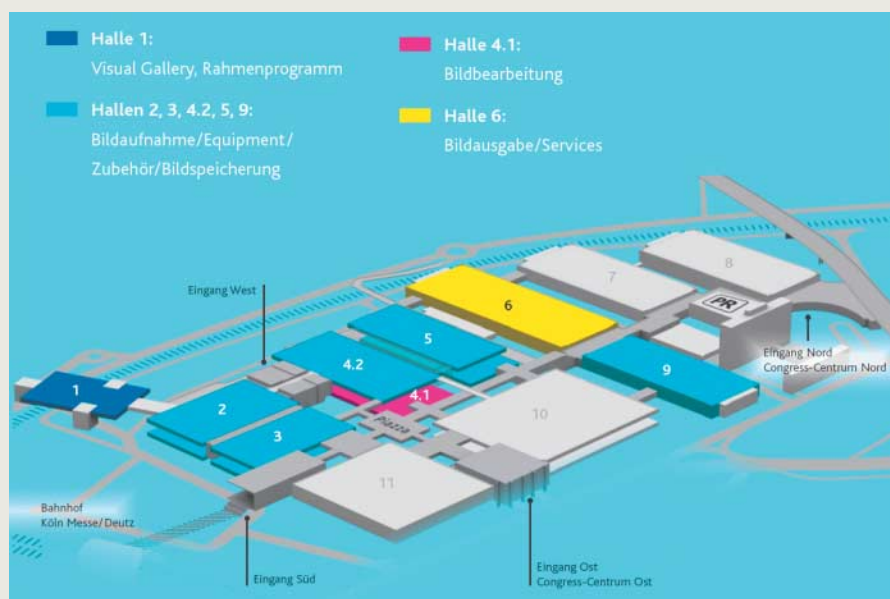 Halle 1:
Visual Gallery, Rahmenprogramm
Hallen 2, 3, 4.2, 5, 9:
Bildaufnahme/Equipment/
Zubehör/Bildspeicherung
Halle 4.1:
Bildbearbeitung
Halle 6:
Bildausgabe/Services
8
7
PR
Eingang West
6
5
Eingang Nord
Congress-Centrum Nord
4.2
9
1
4.1
2
10
Piazza
3
11
Bahnhof
Köln Messe/Deutz
Eingang Süd
Eingang Ost
Congress-Centrum Ost